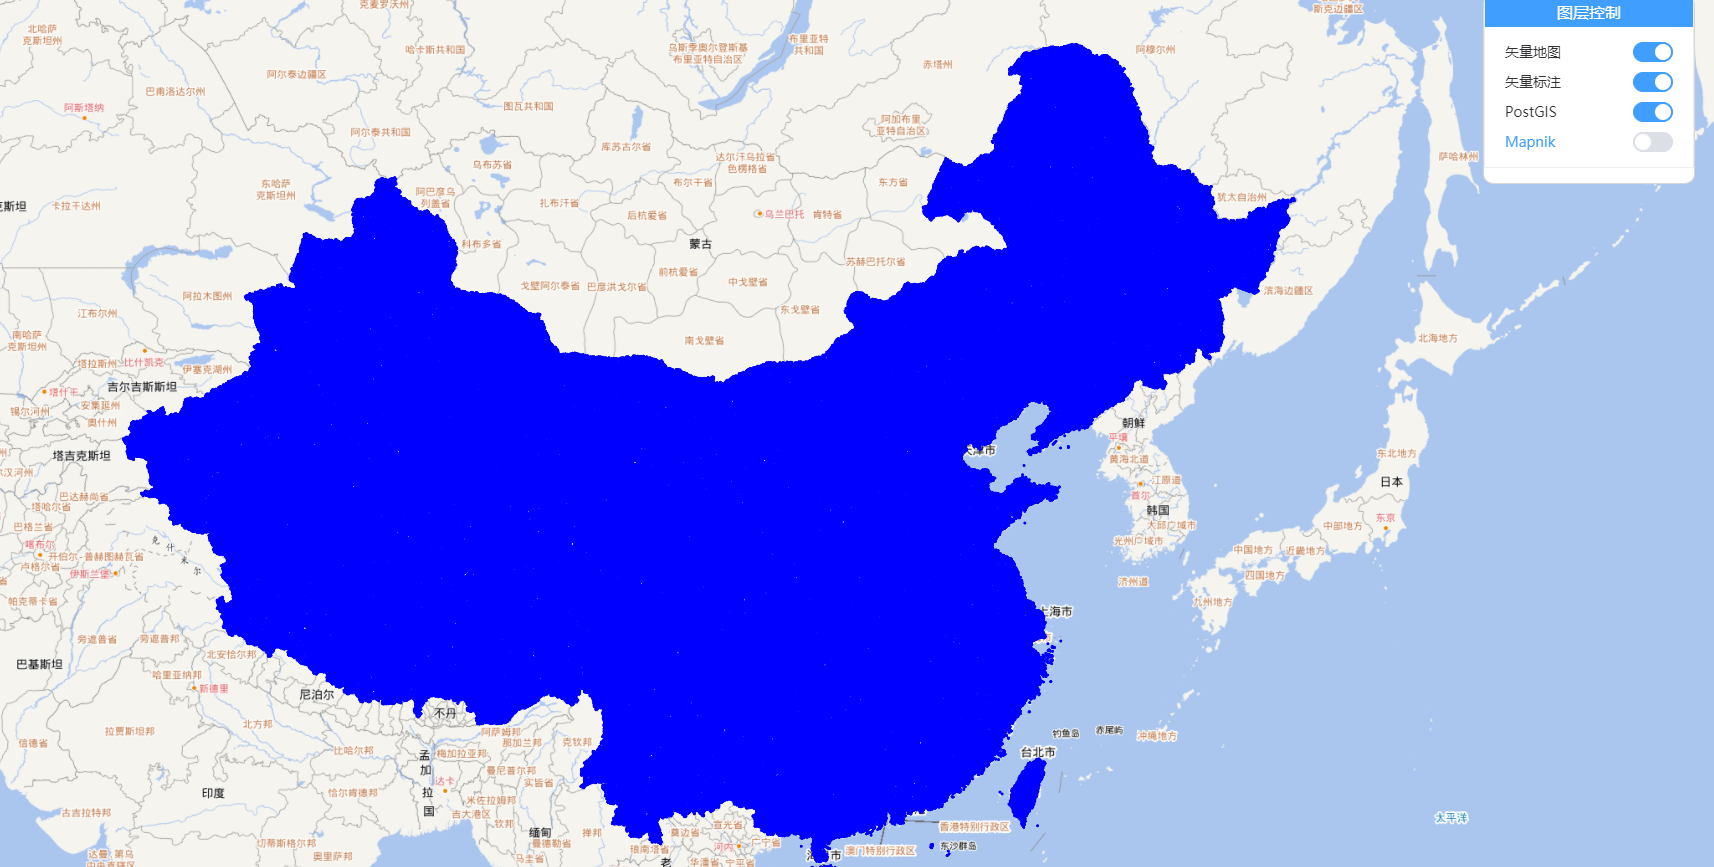 图层控制
矢量地图
矢量标注
PostGIS
Mapnik
克麦罗沃州
斯克边疆区
北哈萨
克斯坦州
哈卡斯共和国
乌斯季奥尔登斯基
布里亚特自治区
布里亚特
共和国
阿穆尔州
赤塔州
阿尔泰边疆区
巴甫洛达尔州
阿斯塔纳
图瓦共和国
阿加布里
亚特自治区
阿尔泰共和国
库苏古尔省
乌布苏省
达尔汗乌拉省
色楞格省
萨哈林州
东哈萨
克斯坦州
阿巴彦乌
列盖省
布尔干省
东方省
犹太自治州
克斯坦
卡拉干达州
扎布汗省
后杭爱省
乌兰巴托
肯特省
科布多省
蒙古
苏赫巴托尔省
前杭爱省
中戈壁省
戈壁阿尔泰省
巴彦洪戈尔省
滨海边疆区
阿拉木图州
江布尔州
东戈壁省
南哈萨
克斯坦州
南戈壁省
北海地方
塔拉斯州
比什凯克
伊塞克湖州
吉尔吉斯斯坦
塔什干
安集延州
锡尔河州
奥什州
朝鲜
平壤
塔吉克斯坦
天津市
黄海北道
东北地方
日本
汗河州
江原道
首尔
巴达赫尚省
塔哈尔省
韩国
东京
巴格兰省
大邱广域市
中部地方
喀布尔
光州广域市
开伯尔-普赫图赫瓦省
克什米尔
中国地方
近畿地方
卢格尔省
伊斯兰堡
四国地方
济州道
帕克蒂卡省
九州地方
上海市
旁遮普省
旁遮普邦
北安恰尔邦
巴基斯坦
哈里亚纳邦
新德里
尼泊尔
不丹
北方邦
拉贾斯坦邦
阿萨姆邦
那加兰邦
克钦邦
钓鱼岛
赤尾屿
冲绳地方
信德省
比哈尔邦
孟加拉国
梅加拉亚邦
台北市
曼尼普尔邦
实皆省
达卡
印度
恰尔肯德邦
米佐拉姆邦
吉大港区
古吉拉特邦
钦邦
太平洋
宣光省
香港特别行政区
缅甸
掸邦
莫边省
切蒂斯格尔邦
曼德勒省
河内
广宁省
东沙群岛
琅南塔省
澳门特别行政区
奥里萨邦
马圭省
老
华潘省
宁平省